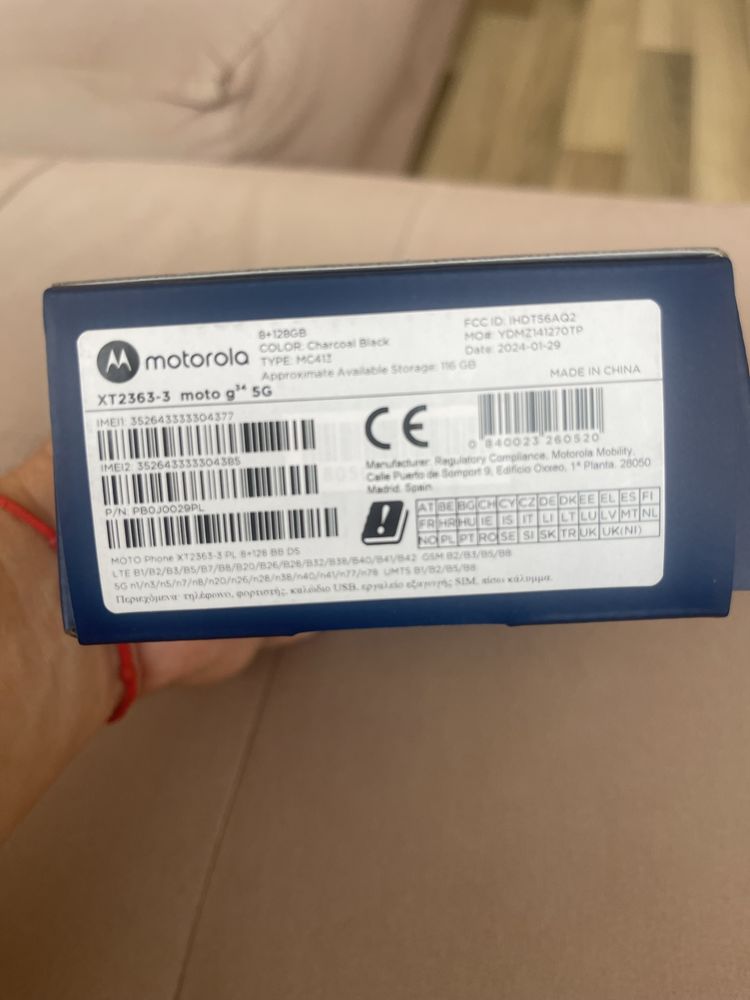 motorola
8+128GB
COLOR: Charcoal Black
TYPE: MC413
Approximate Available Storage: 116 GB
FCC ID: IHDT56AQ2
MO#: YDMZ141270TP
Date: 2024-01-29
MADE IN CHINA
XT2363-3 moto g³⁴ 5G
IMEI1: 352643333304377
IMEI2: 352643333304385
P/N: PB0J0029PL
CE
0 840023 260520
Manufacturer: Regulatory Compliance, Motorola Mobility,
Calle Puerto de Somport 9, Edificio Oxxeo, 1ª Planta, 28050
Madrid, Spain
AT BE BG CH CY CZ DE DK EE EL ES FI
FR HR HU IE IS IT LI LT LU LV MT NL
NO PL PT RO SE SI SK TR UK UK(NI)
MOTO Phone XT2363-3 PL 8+128 BB DS
LTE B1/B2/B3/B5/B7/B8/B20/B26/B28/B32/B38/B40/B41/B42 GSM B2/B3/B5/B8
5G n1/n3/n5/n7/n8/n20/n26/n28/n38/n40/n41/n77/n78 UMTS B1/B2/B5/B8
Περιεχόμενα: τηλέφωνο, φορτιστής, καλώδιο USB, εργαλείο εξαγωγής SIM, πίσω κάλυμμα.